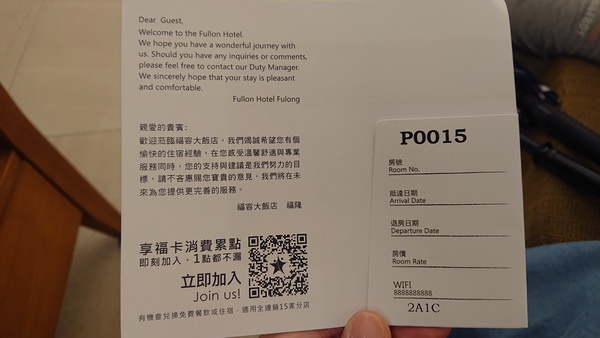 Dear Guest,
Welcome to the Fullon Hotel.
We hope you have a wonderful journey with
us. Should you have any inquiries or comments,
please feel free to contact our Duty Manager.
We sincerely hope that your stay is pleasant
and comfortable.
Fullon Hotel Fulong
親愛的貴賓:
歡迎蒞臨福容大飯店，我們竭誠希望您有個
愉快的住宿經驗，在您感受溫馨舒適與專業
服務同時，您的支持與建議是我們努力的目
標，請不吝惠賜您寶貴的意見，我們將在未
來為您提供更完善的服務。
福容大飯店 福隆
享福卡消費累點
即刻加入，1點都不漏
立即加入
Join us!
有機會兌換免費餐飲或住宿，適用全連鎖15家分店
P0015
房號
Room No.
抵達日期
Arrival Date
退房日期
Departure Date
房價
Room Rate
WIFI
8888888888
2A1C